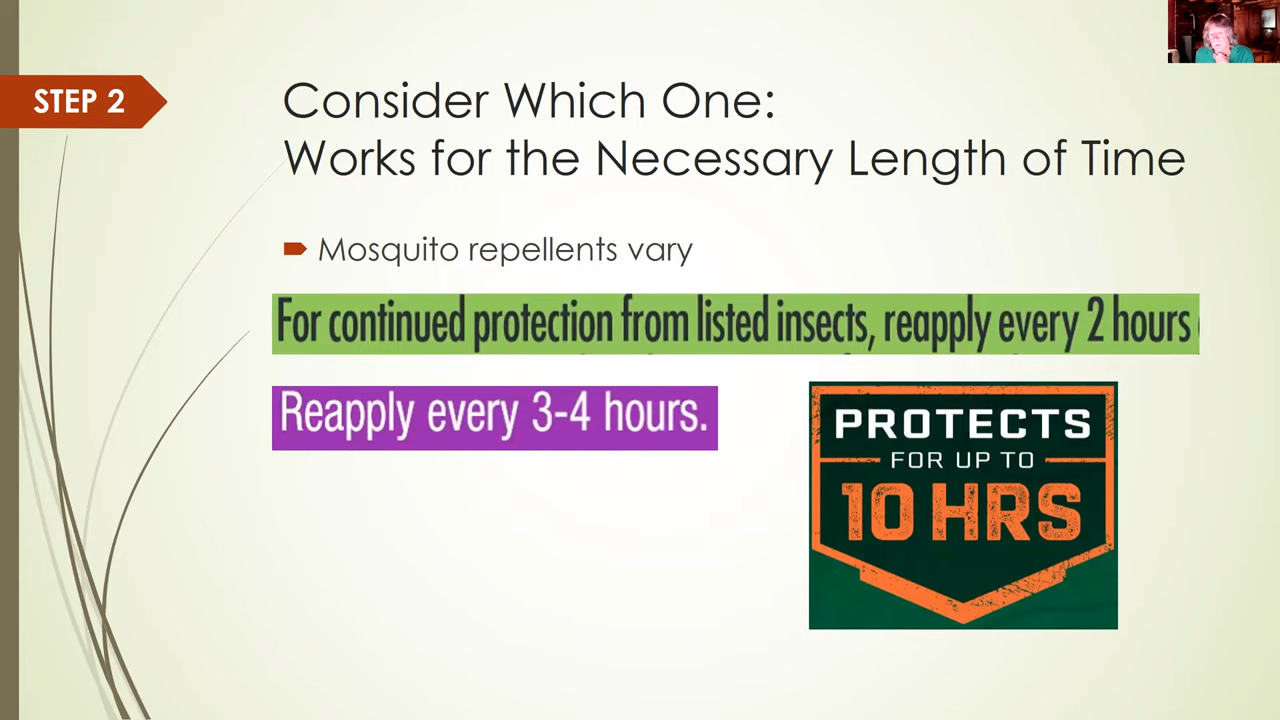 STEP 2
Consider Which One:
Works for the Necessary Length of Time
Mosquito repellents vary
For continued protection from listed insects, reapply every 2 hours
Reapply every 3-4 hours.
PROTECTS
FOR UP TO
10 HRS